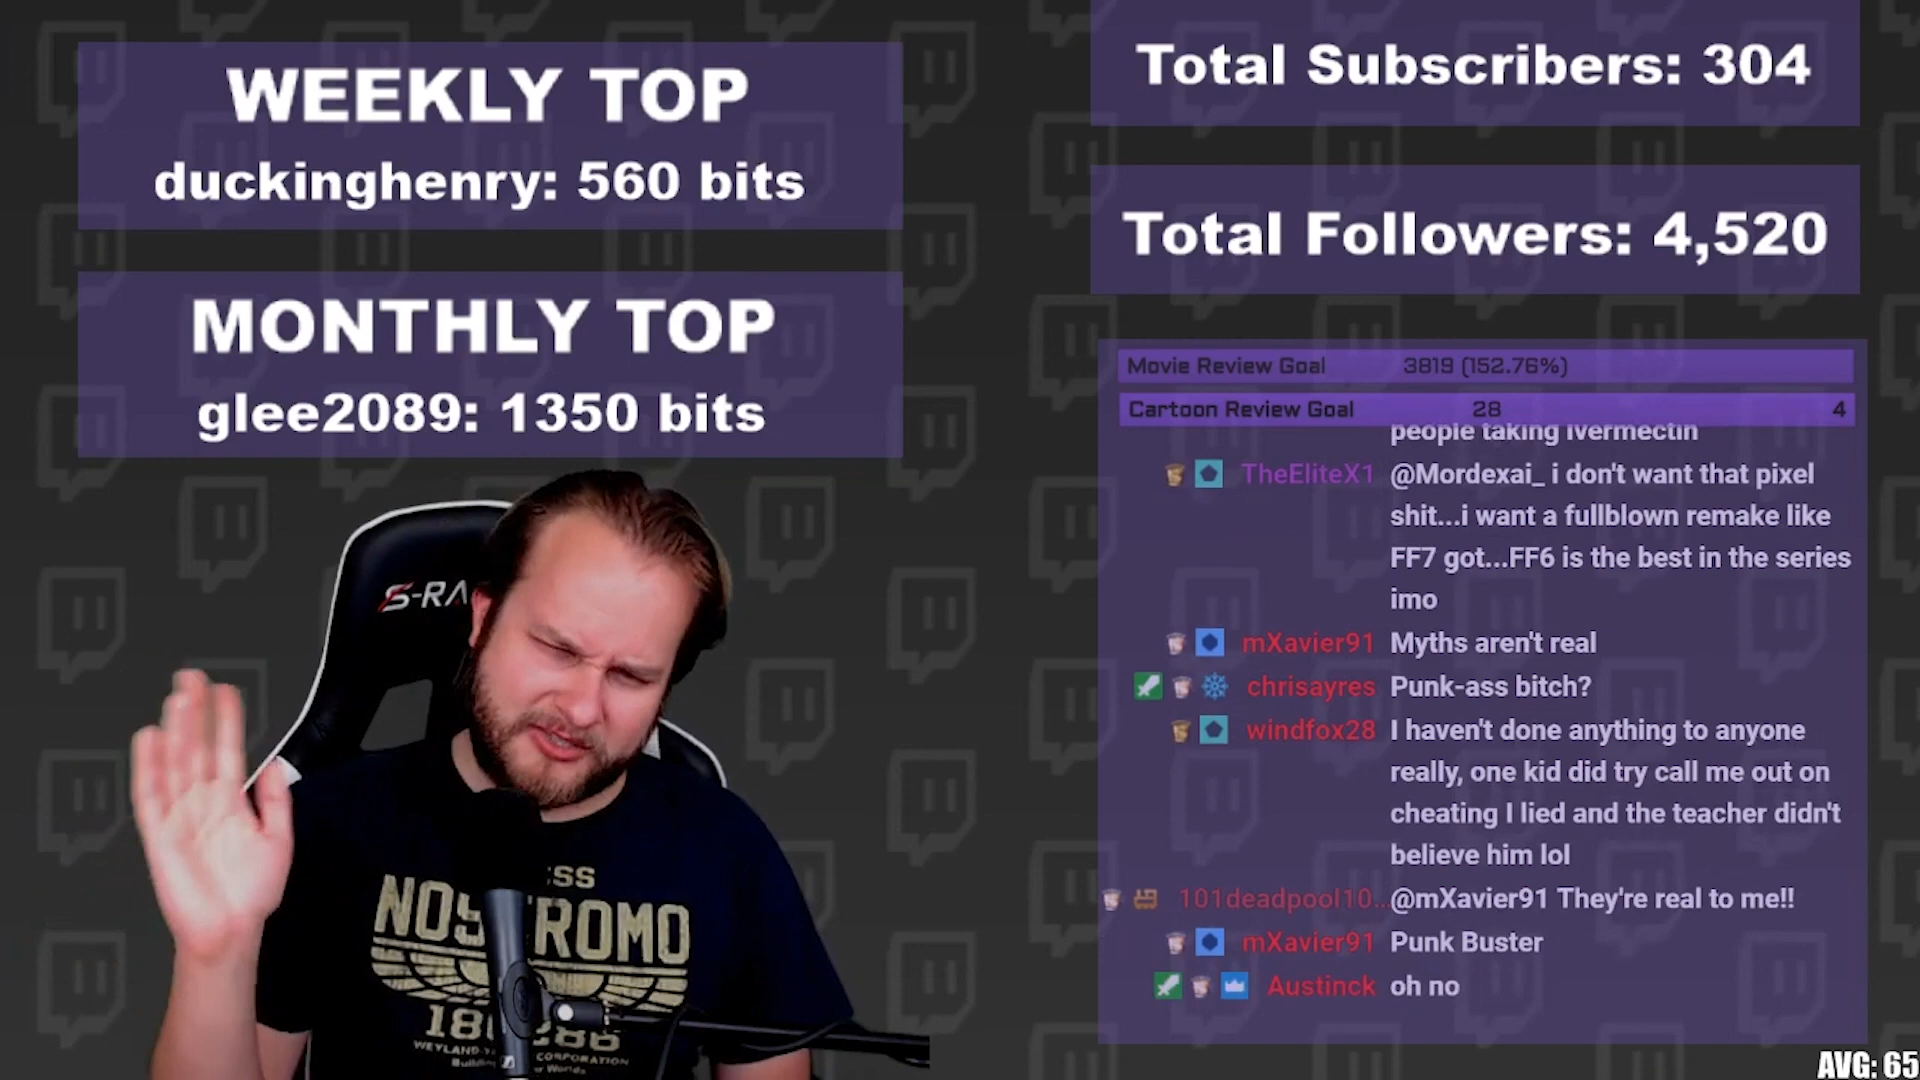 WEEKLY TOP
duckinghenry: 560 bits
MONTHLY TOP
glee2089: 1350 bits
Total Subscribers: 304
Total Followers: 4,520
Movie Review Goal 3819 (152.76%)
Cartoon Review Goal 28 4
people taking Ivermectin
TheEliteX1 @Mordexai_ i don't want that pixel
shit...i want a fullblown remake like
FF7 got...FF6 is the best in the series
imo
mXavier91 Myths aren't real
chrisayres Punk-ass bitch?
windfox28 I haven't done anything to anyone
really, one kid did try call me out on
cheating I lied and the teacher didn't
believe him lol
101deadpool10... @mXavier91 They're real to me!!
mXavier91 Punk Buster
Austinck oh no
S-RA
CORPORATION
AVG: 65